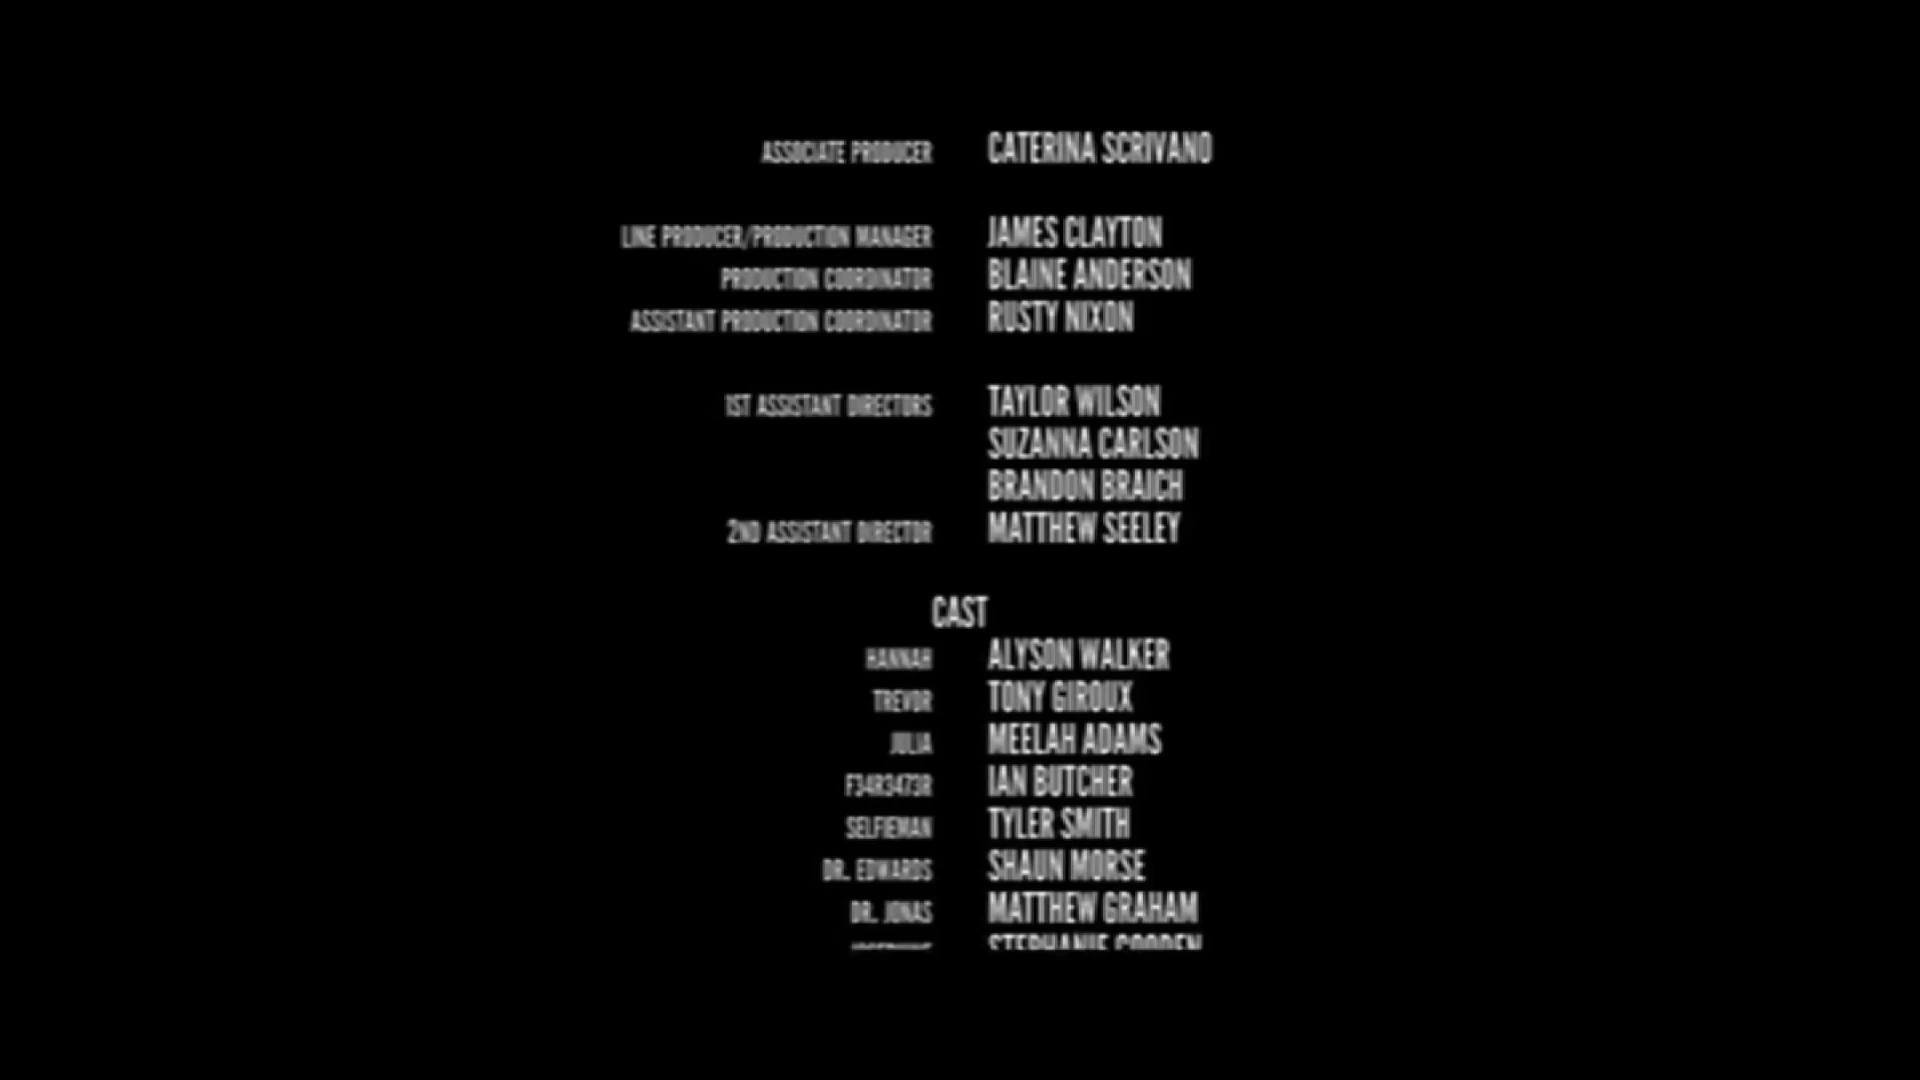 ASSOCIATE PRODUCER CATERINA SCRIVANO
LINE PRODUCER/PRODUCTION MANAGER JAMES CLAYTON
PRODUCTION COORDINATOR BLAINE ANDERSON
ASSISTANT PRODUCTION COORDINATOR RUSTY NIXON
1ST ASSISTANT DIRECTORS TAYLOR WILSON
SUZANNA CARLSON
BRANDON BRAICH
2ND ASSISTANT DIRECTOR MATTHEW SEELEY
CAST
HANNAH ALYSON WALKER
TREVOR TONY GIROUX
JULIA MEELAH ADAMS
F34R3473R IAN BUTCHER
SELFIEMAN TYLER SMITH
DR. EDWARDS SHAUN MORSE
DR. JONAS MATTHEW GRAHAM
STEPHANIE